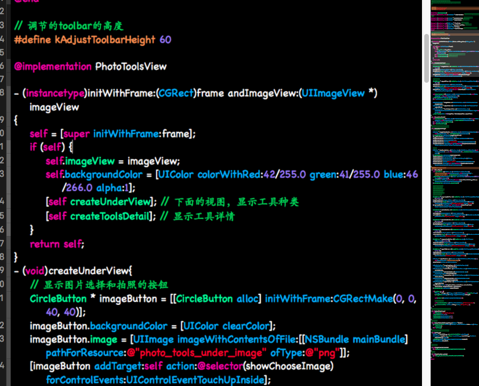 // 调节的toolbar的高度
#define kAdjustToolbarHeight 60
@implementation PhotoToolsView
- (instancetype)initWithFrame:(CGRect)frame andImageView:(UIImageView *)
imageView
{
self = [super initWithFrame:frame];
if (self) {
self.imageView = imageView;
self.backgroundColor = [UIColor colorWithRed:42/255.0 green:41/255.0 blue:46
/266.0 alpha:1];
[self createUnderView]; // 下面的视图，显示工具种类
[self createToolsDetail]; // 显示工具详情
}
return self;
}
- (void)createUnderView{
// 显示图片选择和拍照的按钮
CircleButton * imageButton = [[CircleButton alloc] initWithFrame:CGRectMake(0, 0,
40, 40)];
imageButton.backgroundColor = [UIColor clearColor];
imageButton.image = [UIImage imageWithContentsOfFile:[[NSBundle mainBundle]
pathForResource:@"photo_tools_under_image" ofType:@"png"]];
[imageButton addTarget:self action:@selector(showChooseImage)
forControlEvents:UIControlEventTouchUpInside];